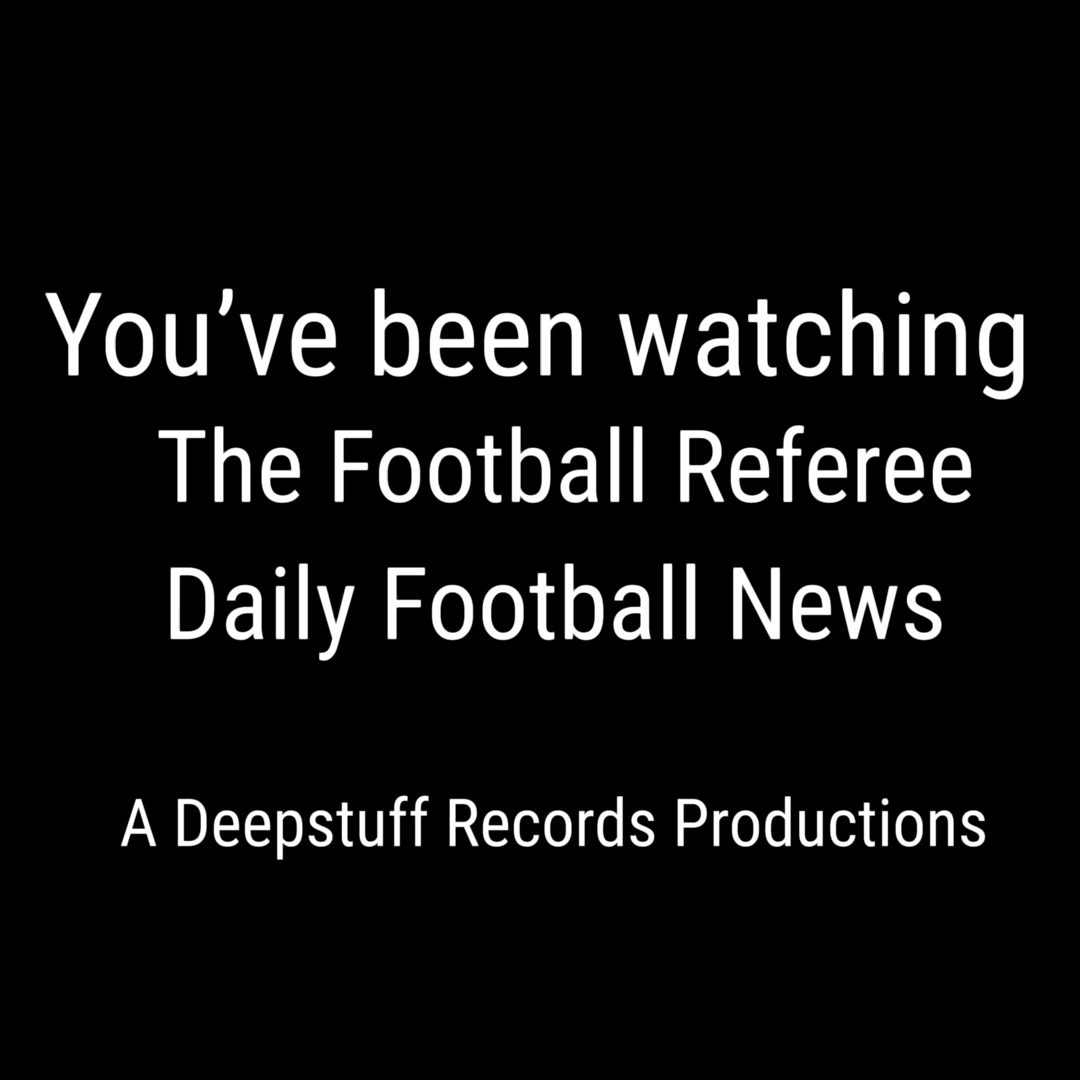 You’ve been watching
The Football Referee
Daily Football News
A Deepstuff Records Productions